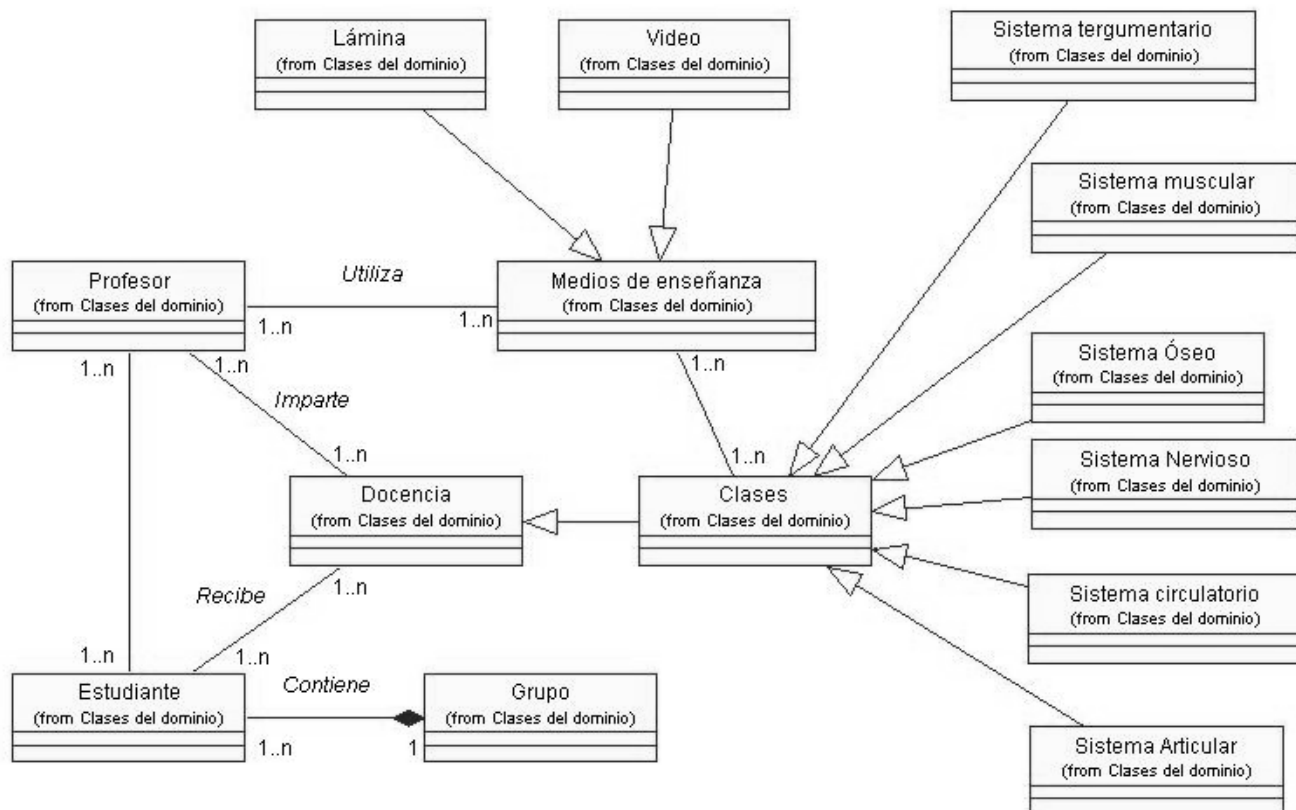 Lámina
(from Clases del dominio)
Video
(from Clases del dominio)
Sistema tergumentario
(from Clases del dominio)
Sistema muscular
(from Clases del dominio)
Profesor
(from Clases del dominio)
Utiliza
1..n
1..n
Medios de enseñanza
(from Clases del dominio)
Sistema Óseo
(from Clases del dominio)
1..n
1..n
1..n
Imparte
1..n
1..n
Docencia
(from Clases del dominio)
Clases
(from Clases del dominio)
Sistema Nervioso
(from Clases del dominio)
Recibe
1..n
Sistema circulatorio
(from Clases del dominio)
1..n
1..n
Estudiante
(from Clases del dominio)
Contiene
1..n
1
Grupo
(from Clases del dominio)
Sistema Articular
(from Clases del dominio)